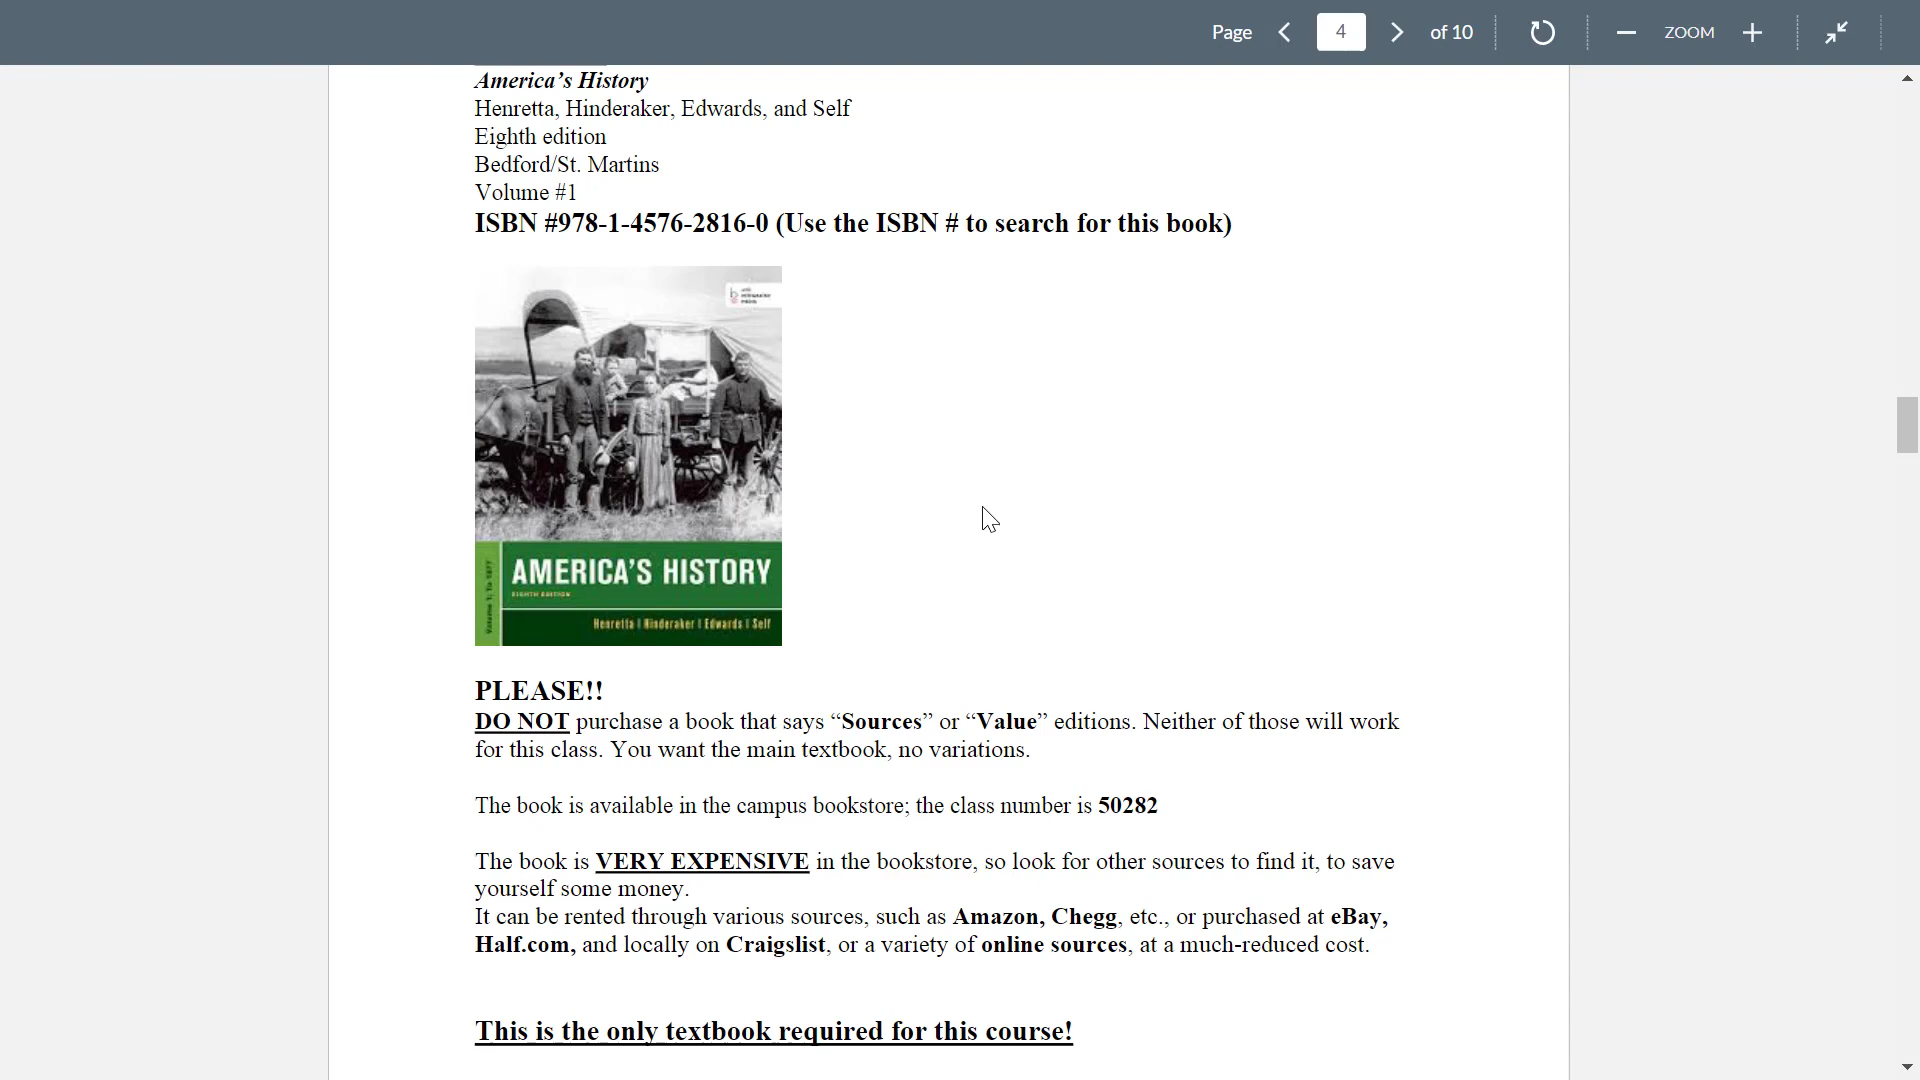 Page 4 of 10 ZOOM
America’s History
Henretta, Hinderaker, Edwards, and Self
Eighth edition
Bedford/St. Martins
Volume #1
ISBN #978-1-4576-2816-0 (Use the ISBN # to search for this book)
AMERICA'S HISTORY
EIGHTH EDITION
Volume 1: To 1877
Henretta | Hinderaker | Edwards | Self
PLEASE!!
DO NOT purchase a book that says “Sources” or “Value” editions. Neither of those will work
for this class. You want the main textbook, no variations.
The book is available in the campus bookstore; the class number is 50282
The book is VERY EXPENSIVE in the bookstore, so look for other sources to find it, to save
yourself some money.
It can be rented through various sources, such as Amazon, Chegg, etc., or purchased at eBay,
Half.com, and locally on Craigslist, or a variety of online sources, at a much-reduced cost.
This is the only textbook required for this course!